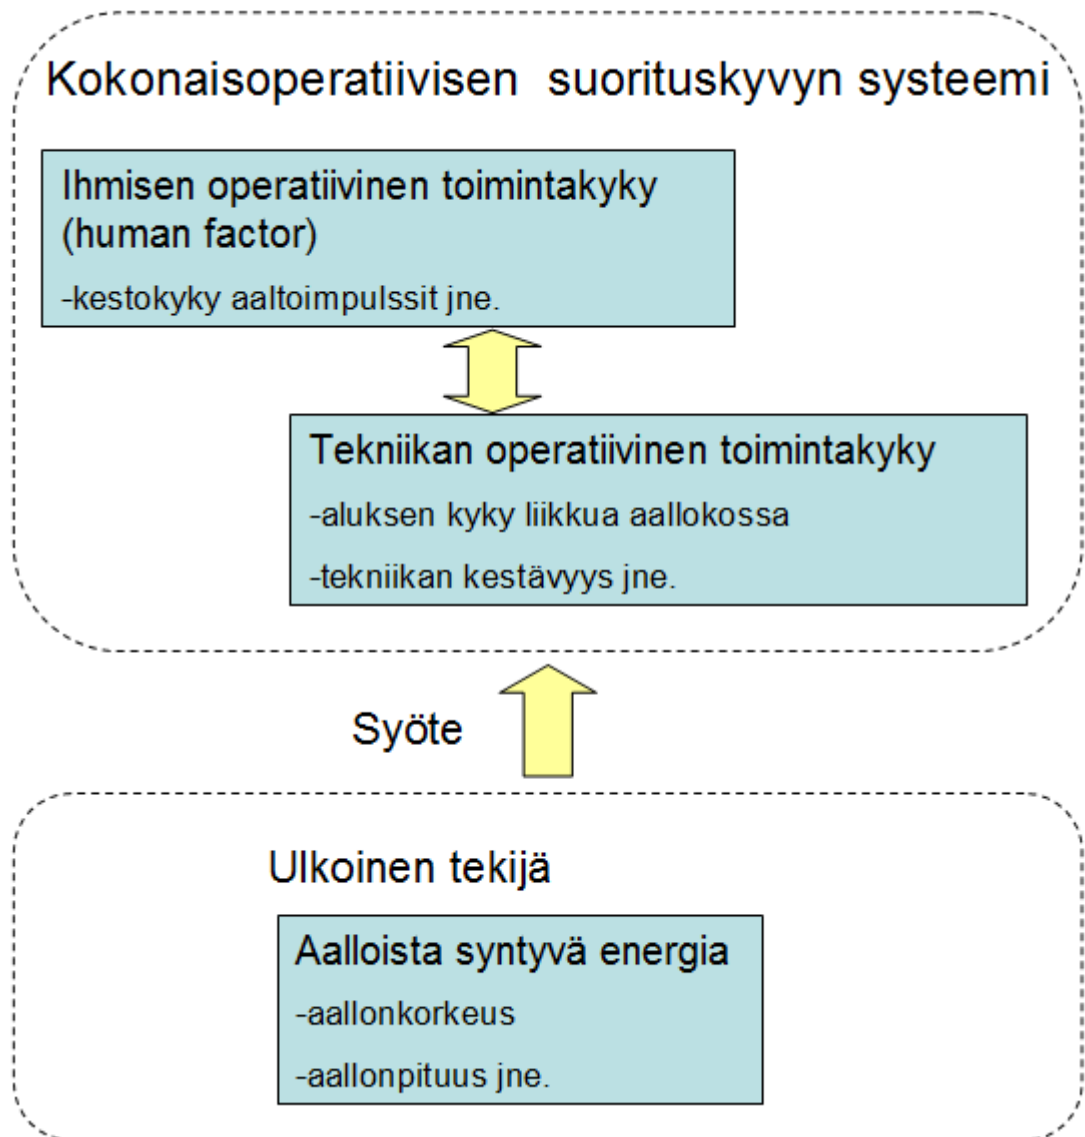 Kokonaisoperatiivisen suorituskyvyn systeemi
Ihmisen operatiivinen toimintakyky
(human factor)
-kestokyky aaltoimpulssit jne.
Tekniikan operatiivinen toimintakyky
-aluksen kyky liikkua aallokossa
-tekniikan kestävyys jne.
Syöte
Ulkoinen tekijä
Aalloista syntyvä energia
-aallonkorkeus
-aallonpituus jne.